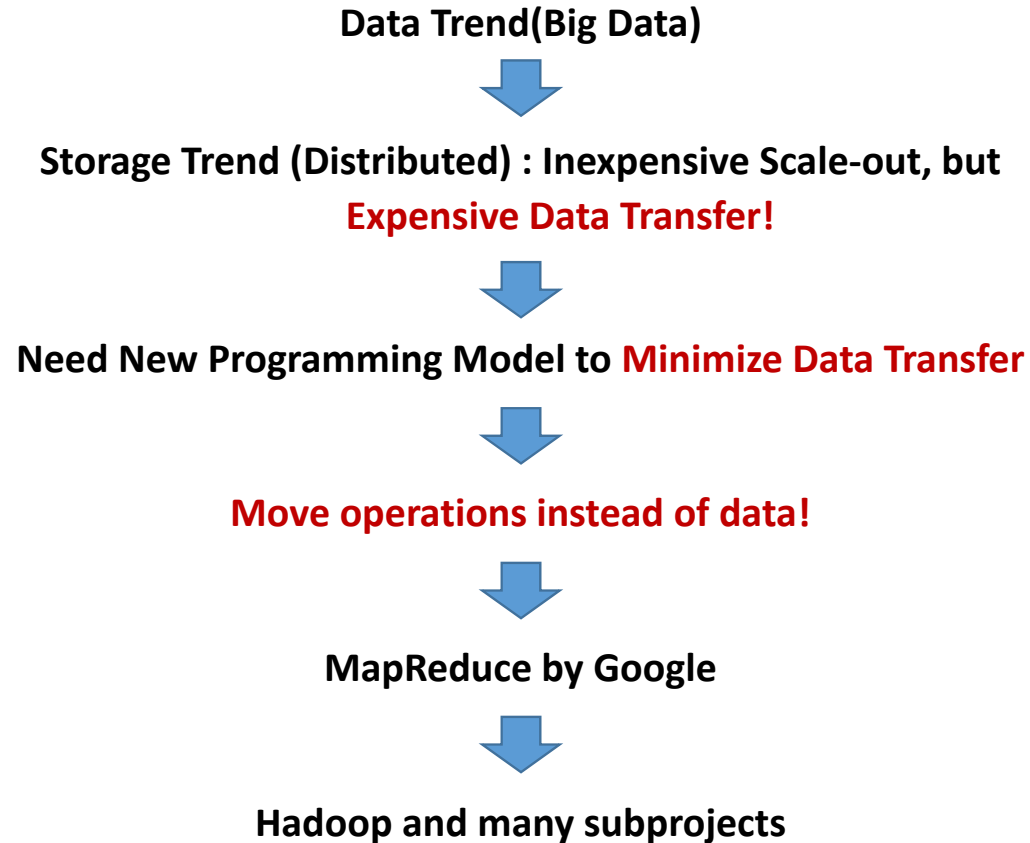 Data Trend(Big Data)
Storage Trend (Distributed) : Inexpensive Scale-out, but
Expensive Data Transfer!
Need New Programming Model to Minimize Data Transfer
Move operations instead of data!
MapReduce by Google
Hadoop and many subprojects